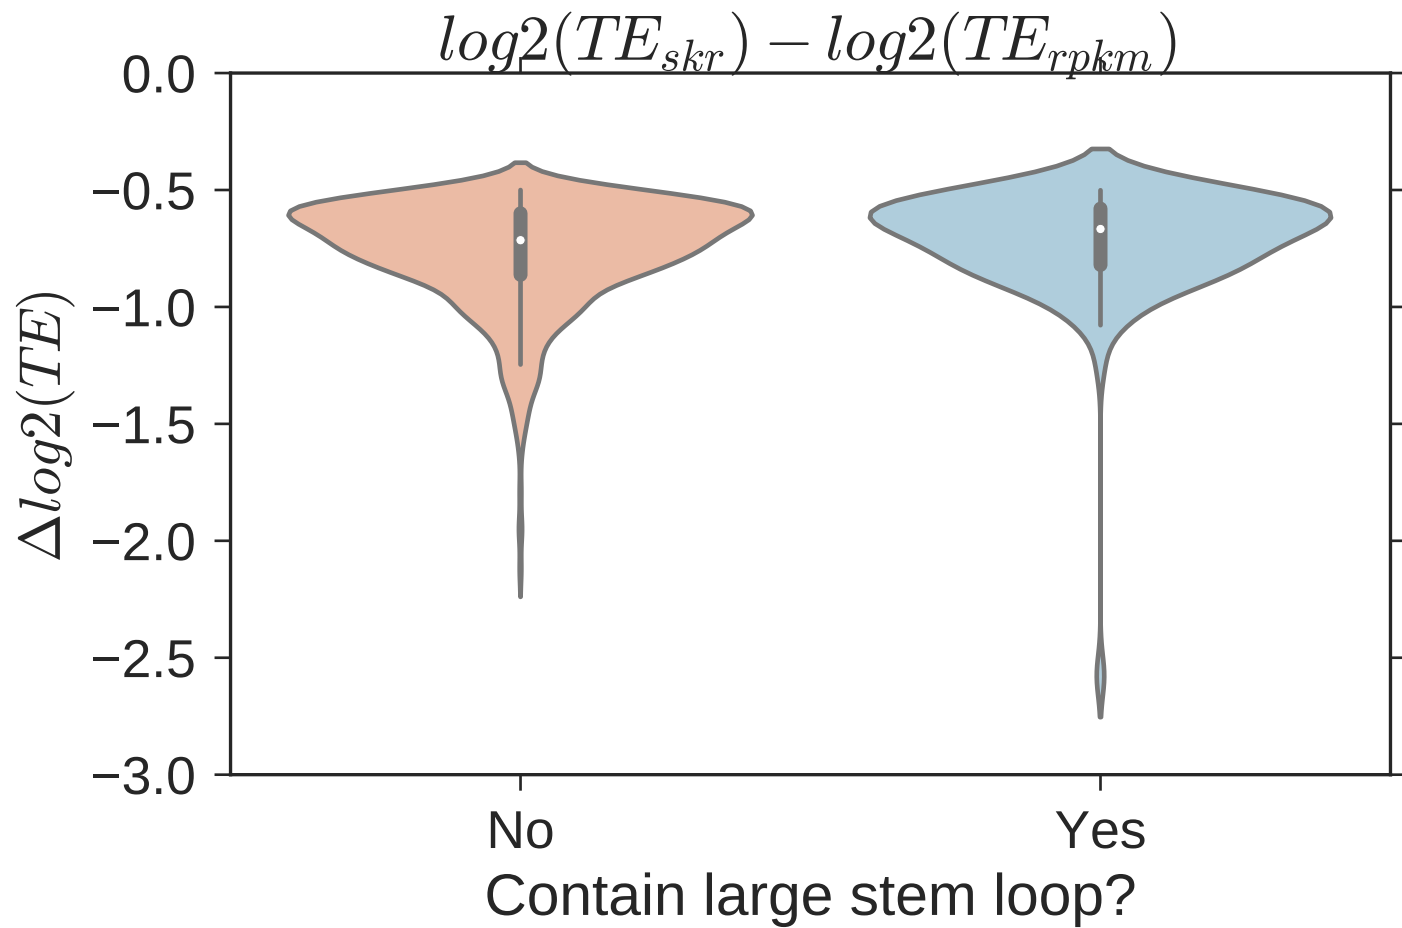 log2(TE_skr) − log2(TE_rpkm)
0.0
−0.5
−1.0
−1.5
−2.0
−2.5
−3.0
Δlog2(TE)
No
Yes
Contain large stem loop?